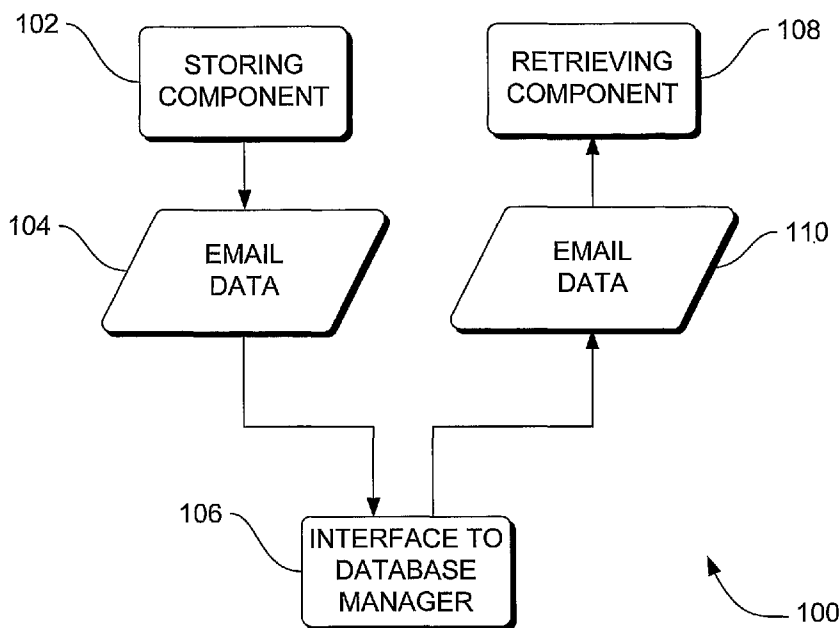 102
STORING
COMPONENT
108
RETRIEVING
COMPONENT
104
EMAIL
DATA
110
EMAIL
DATA
106
INTERFACE TO
DATABASE
MANAGER
100